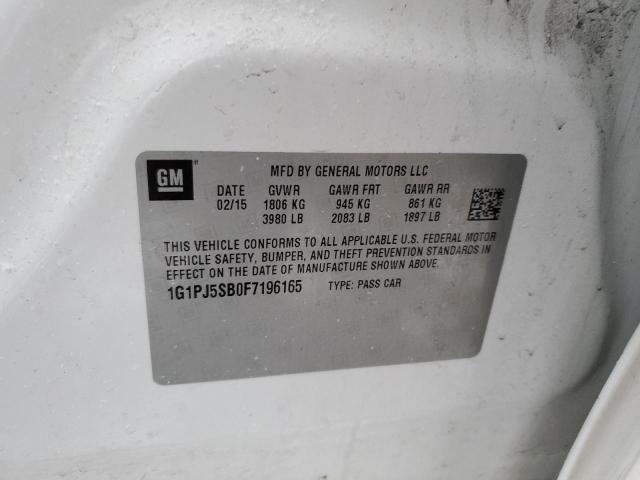 GM
MFD BY GENERAL MOTORS LLC
DATE GVWR GAWR FRT GAWR RR
02/15 1806 KG 945 KG 861 KG
3980 LB 2083 LB 1897 LB
THIS VEHICLE CONFORMS TO ALL APPLICABLE U.S. FEDERAL MOTOR
VEHICLE SAFETY, BUMPER, AND THEFT PREVENTION STANDARDS IN
EFFECT ON THE DATE OF MANUFACTURE SHOWN ABOVE.
1G1PJ5SB0F7196165 TYPE: PASS CAR